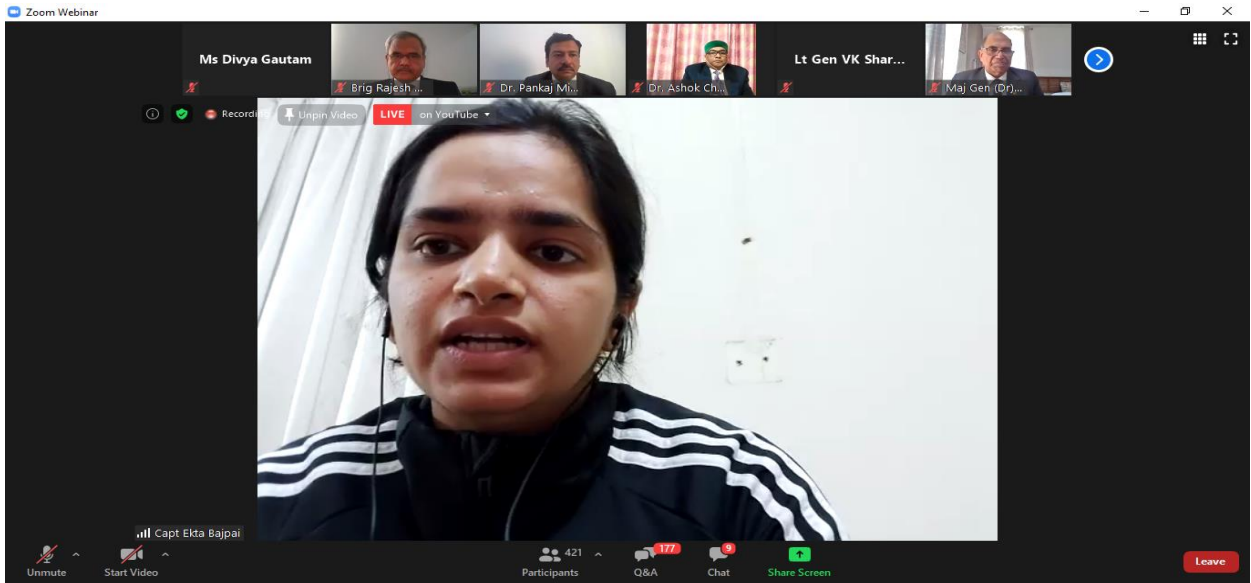 Zoom Webinar
Ms Divya Gautam
Brig Rajesh ...
Dr. Pankaj Mi...
Dr. Ashok Ch...
Lt Gen VK Shar...
Maj Gen (Dr)...
Recordi
Unpin Video
LIVE on YouTube
Capt Ekta Bajpai
Unmute
Start Video
421
Participants
177
Q&A
9
Chat
Share Screen
Leave